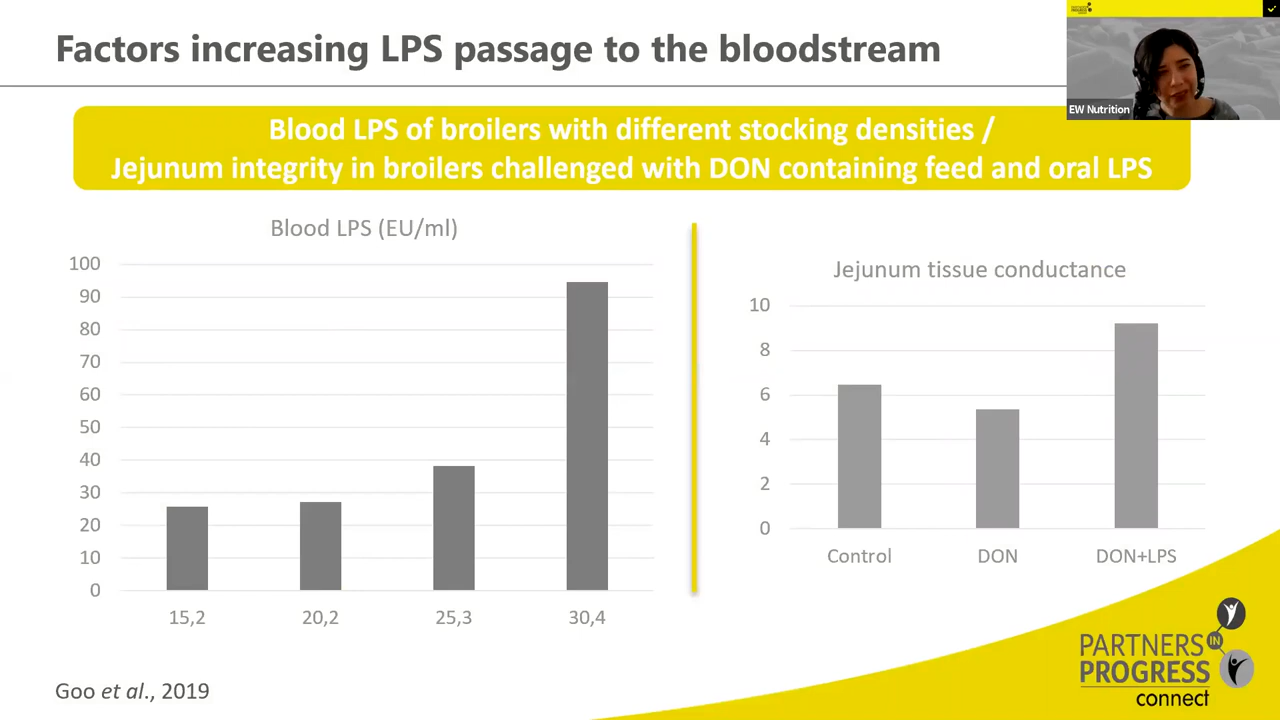 Factors increasing LPS passage to the bloodstream
PARTNERS
PROGRESS
EW Nutrition
Blood LPS of broilers with different stocking densities /
Jejunum integrity in broilers challenged with DON containing feed and oral LPS
Blood LPS (EU/ml)
100
90
80
70
60
50
40
30
20
10
0
15,2 20,2 25,3 30,4
Jejunum tissue conductance
10
8
6
4
2
0
Control DON DON+LPS
Goo et al., 2019
PARTNERS IN
PROGRESS
connect